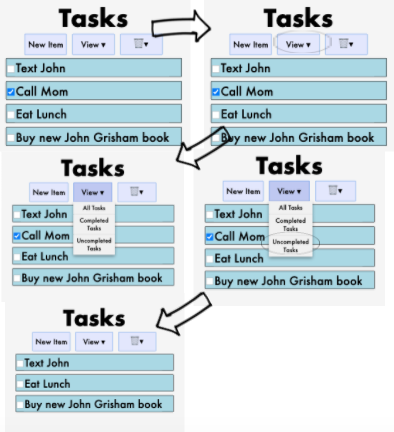 Tasks
New Item View ▾ 🗑▾
Text John
Call Mom
Eat Lunch
Buy new John Grisham book
Tasks
New Item View ▾ 🗑▾
Text John
Call Mom
Eat Lunch
Buy new John Grisham book
Tasks
New Item View ▾ 🗑▾
All Tasks
Completed
Tasks
Uncompleted
Tasks
Text John
Call Mom
Eat Lunch
Buy new John Grisham book
Tasks
New Item View ▾ 🗑▾
All Tasks
Completed
Tasks
Uncompleted
Tasks
Text John
Call Mom
Eat Lunch
Buy new John Grisham book
Tasks
New Item View ▾ 🗑▾
Text John
Eat Lunch
Buy new John Grisham book